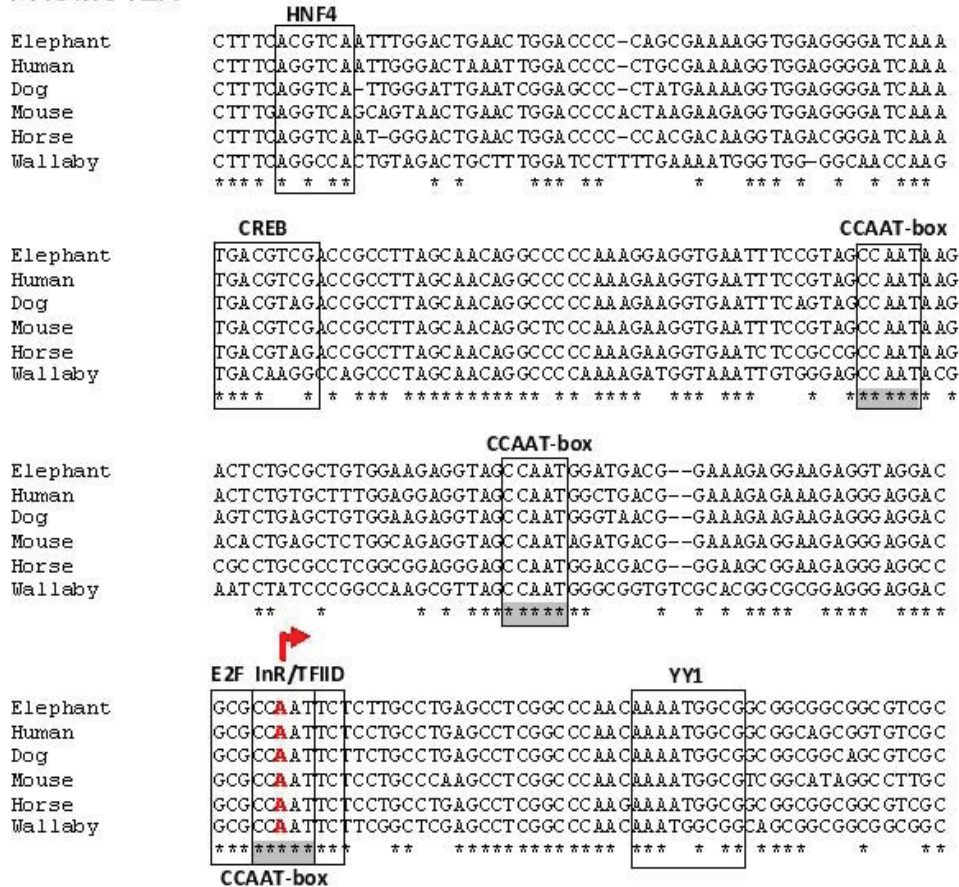 HNF4
Elephant CTTTCACGTCAATTTGGACTGAACTGGACCCC-CAGCGAAAAGGTGGAGGGGATCAAA
Human CTTTCAGGTCAATTGGGACTAAATTGGACCCC-CTGCGAAAAGGTGGAGGGGATCAAA
Dog CTTTCAGGTCA-TTGGGATTGAATCGGAGCCC-CTATGAAAAGGTGGAGGGGATCAAA
Mouse CTTTGAGGTCAGCAGTAACTGAACTGGACCCCACTAAGAAGAGGTGGAGGGGATCAAA
Horse CTTTCAGGTCAAT-GGGACTGAACTGGACCCC-CCACGACAAGGTAGACGGGATCAAA
Wallaby CTTTCAGGCCACTGTAGACTGCTTTGGATCCTTTTGAAAATGGGTGG-GGCAACCAAG
**** * * ** * * *** ** * *** * * * ***
CREB CCAAT-box
Elephant TGACGTCGACCGCCTTAGCAACAGGCCCCCAAAGGAGGTGAATTTCCGTAGCCAATAAG
Human TGACGTCGACCGCCTTAGCAACAGGCCCCCAAAGAAGGTGAATTTCCGTAGCCAATAAG
Dog TGACGTAGACCGCCTTAGCAACAGGCCCCCAAAGAAGGTGAATTTCAGTAGCCAATAAG
Mouse TGACGTCGACCGCCTTAGCAACAGGCTCCCAAAGAAGGTGAATTTCCGTAGCCAATAAG
Horse TGACGTAGACCGCCTTAGCAACAGGCCCCCAAAGAAGGTGAATCTCCGCCGCCAATAAG
Wallaby TGACAAGGCCAGCCCTAGCAACAGGCCCCAAAAGATGGTAAATTGTGGGAGCCAATACG
**** * * *** *********** ** **** *** *** * ******* *
CCAAT-box
Elephant ACTCTGCGCTGTGGAAGAGGTAGCCAATGGATGACG--GAAAGAGGAAGAGGTAGGAC
Human ACTCTGTGCTTTGGAGGAGGTAGCCAATGGCTGACG--GAAAGAGAAAGAGGGAGGAC
Dog AGTCTGAGCTGTGGAAGAGGTAGCCAATGGGTAACG--GAAAGAAGAAGAGGGAGGAC
Mouse ACACTGAGCTCTGGCAGAGGTAGCCAATAGATGACG--GAAAGAGGAAGAGGGAGGAC
Horse CGCCTGCGCCTCGGCGGAGGGAGCCAATGGACGACG--GGAAGCGGAAGAGGGAGGCC
Wallaby AATCTATCCCGGCCAAGCGTTAGCCAATGGGCGGTGTCGCACGGCGCGGAGGGAGGAC
** * * * ******** ** * * * **** **** ****
E2F InR/TFIID YY1
Elephant GCGCCAATTCTCTTGCCTGAGCCTCGGCCCAACAAAATGGCGGCGGCGGCGGCGTCGC
Human GCGCCAATTCTCCTGCCTGAGCCTCGGCCCAACAAAATGGCGGCGGCAGCGGTGTCGC
Dog GCGCCAATTCTTCTGCCTGAGCCTCGGCCCAACAAAATGGCGGCGGCGGCAGCGTCGC
Mouse GCGCCAATTCTCCTGCCCAAGCCTCGGCCCAACAAAATGGCGTCGGCATAGGCCTTGC
Horse GCGCCAATTCTCCTGCCTGAGCCTCGGCCCAAGAAAATGGCGGCGGCGGCGGCGTCGC
Wallaby GCGCCAATTCTTCGGCTCGAGCCTCGGCCCAACAAATGGCGGCAGCGGCGGCGGCGGC
*** ***** *** ** ************* *** * ** * ** **** * **
CCAAT-box